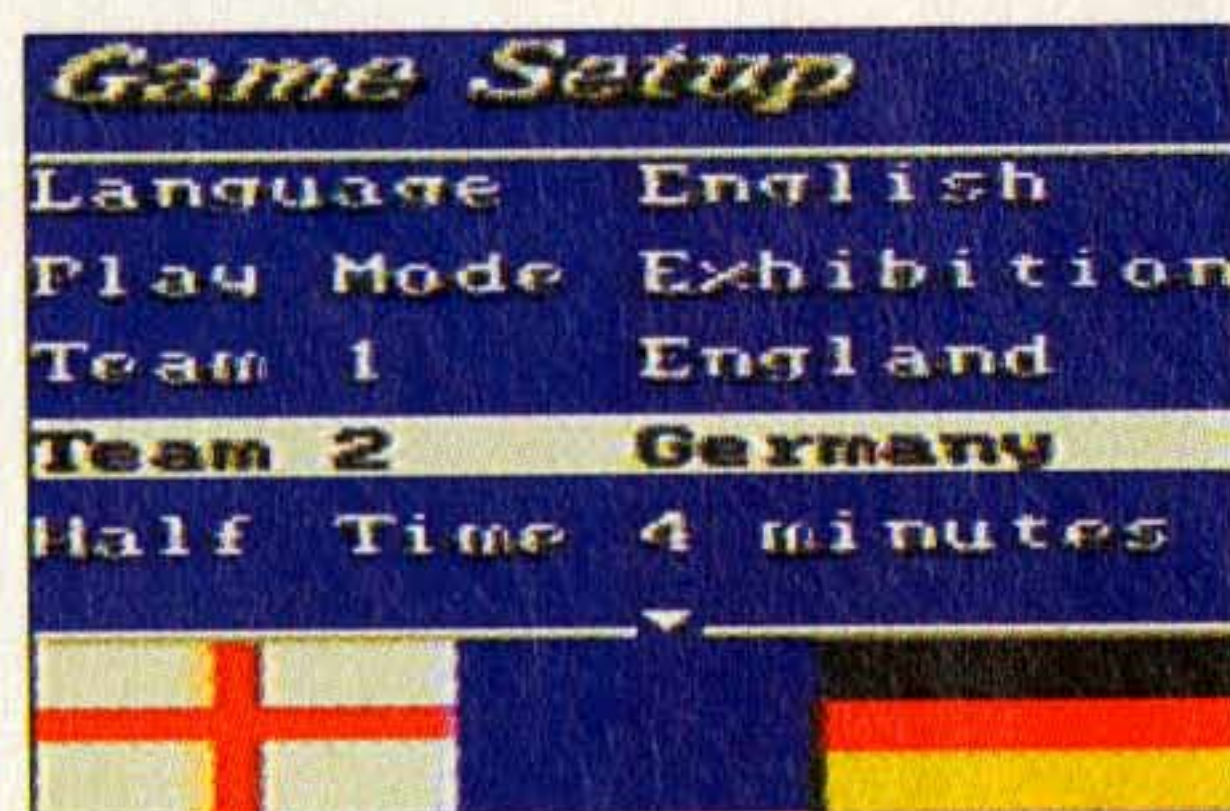 Game Setup
Language English
Play Mode Exhibition
Team 1 England
Team 2 Germany
Half Time 4 minutes